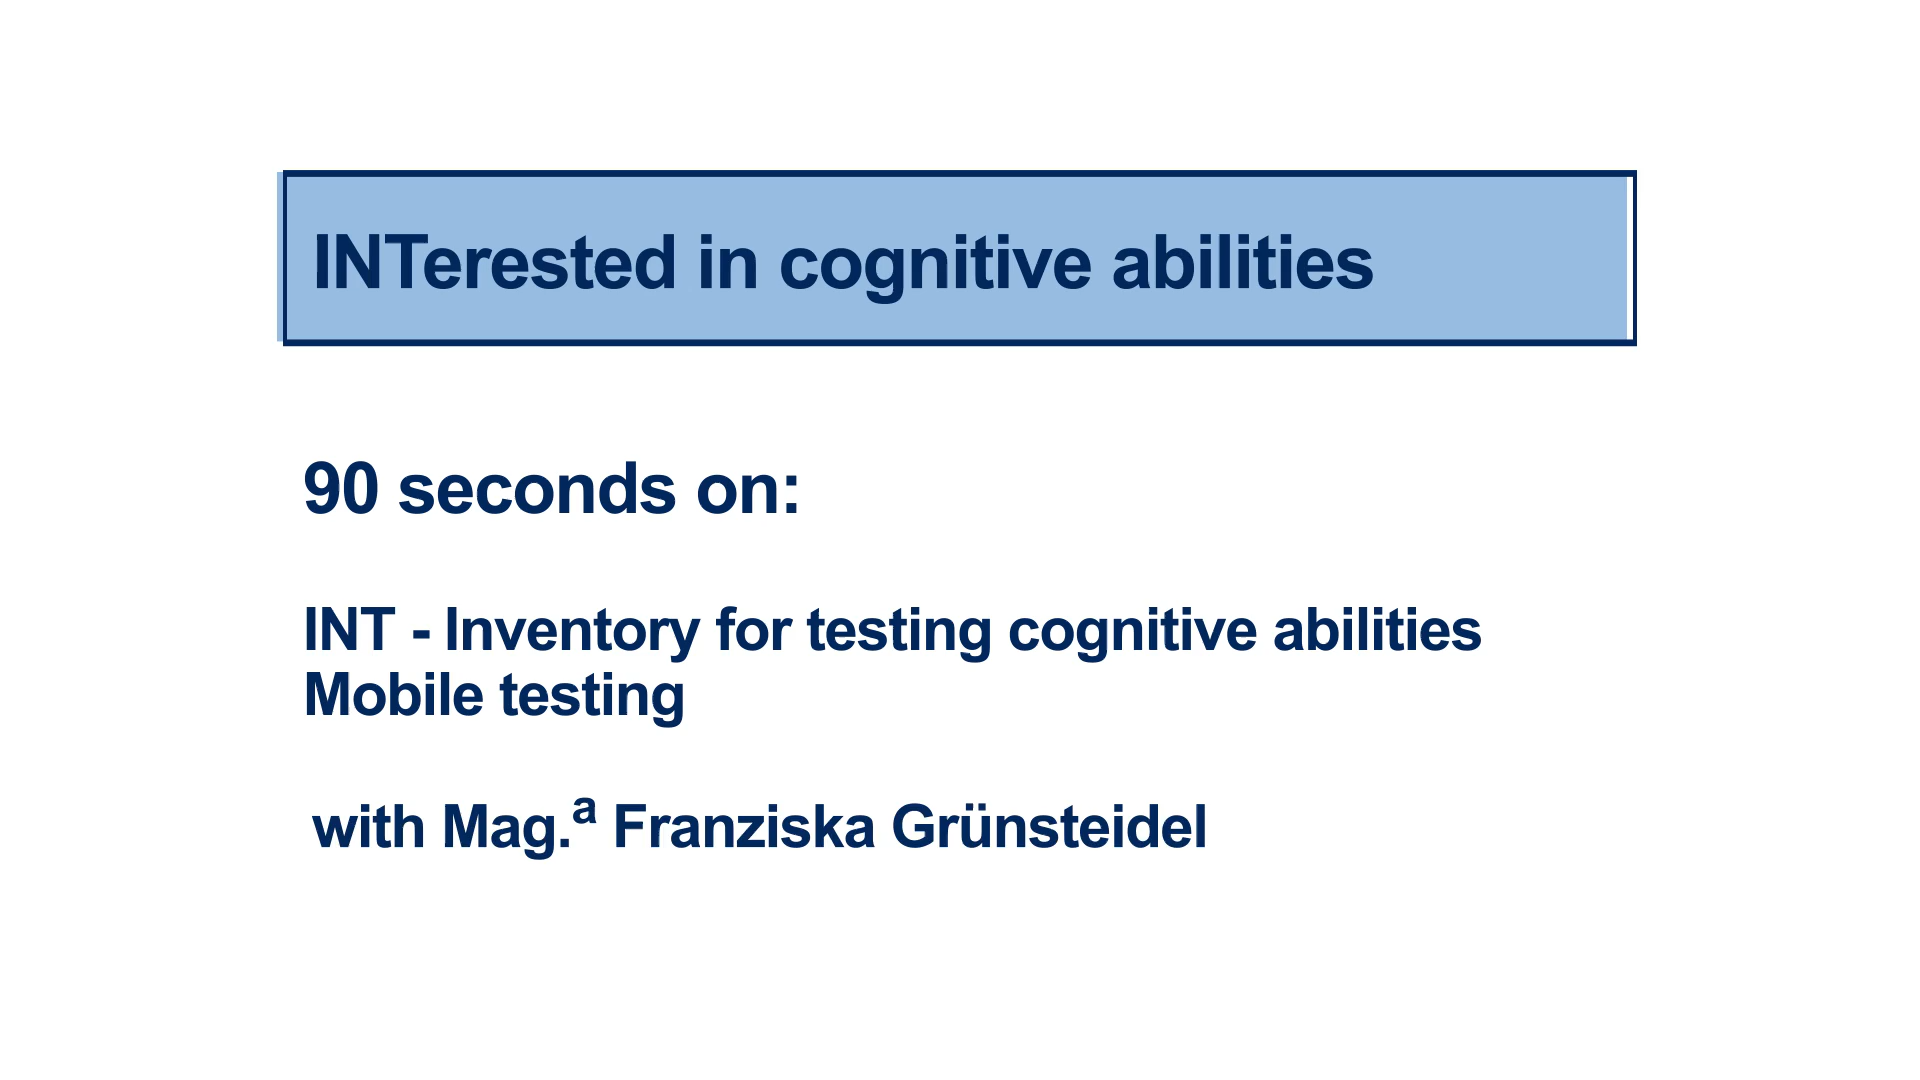 INTerested in cognitive abilities
90 seconds on:
INT - Inventory for testing cognitive abilities
Mobile testing
with Mag.ª Franziska Grünsteidel